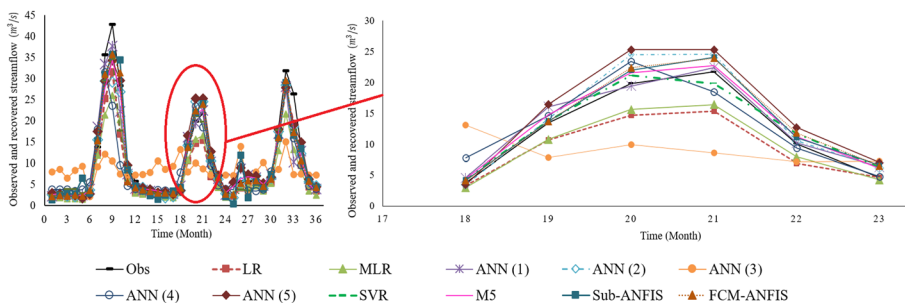 Observed and recovered streamflow (m³/s)
45
40
35
30
25
20
15
10
5
0
0 3 6 9 12 15 18 21 24 27 30 33 36
Time (Month)
Observed and recovered streamflow (m³/s)
30
25
20
15
10
5
0
17 18 19 20 21 22 23
Time (Month)
Obs LR MLR ANN (1) ANN (2) ANN (3)
ANN (4) ANN (5) SVR M5 Sub-ANFIS FCM-ANFIS